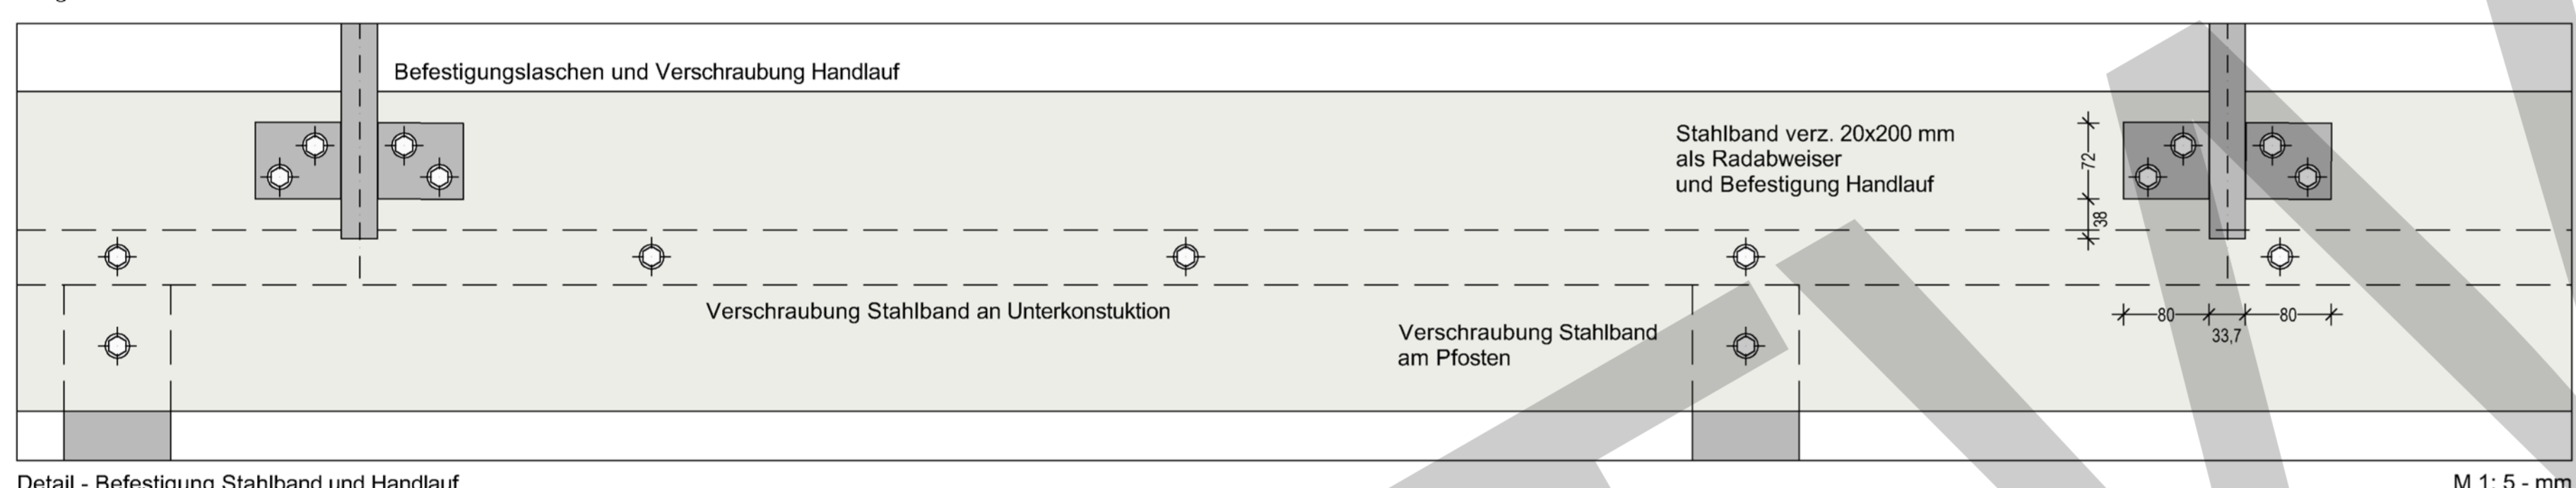 Befestigungslaschen und Verschraubung Handlauf
Stahlband verz. 20x200 mm
als Radabweiser
und Befestigung Handlauf
72
38
Verschraubung Stahlband an Unterkonstuktion
Verschraubung Stahlband
am Pfosten
80
33,7
80
Detail - Befestigung Stahlband und Handlauf
M 1: 5 - mm